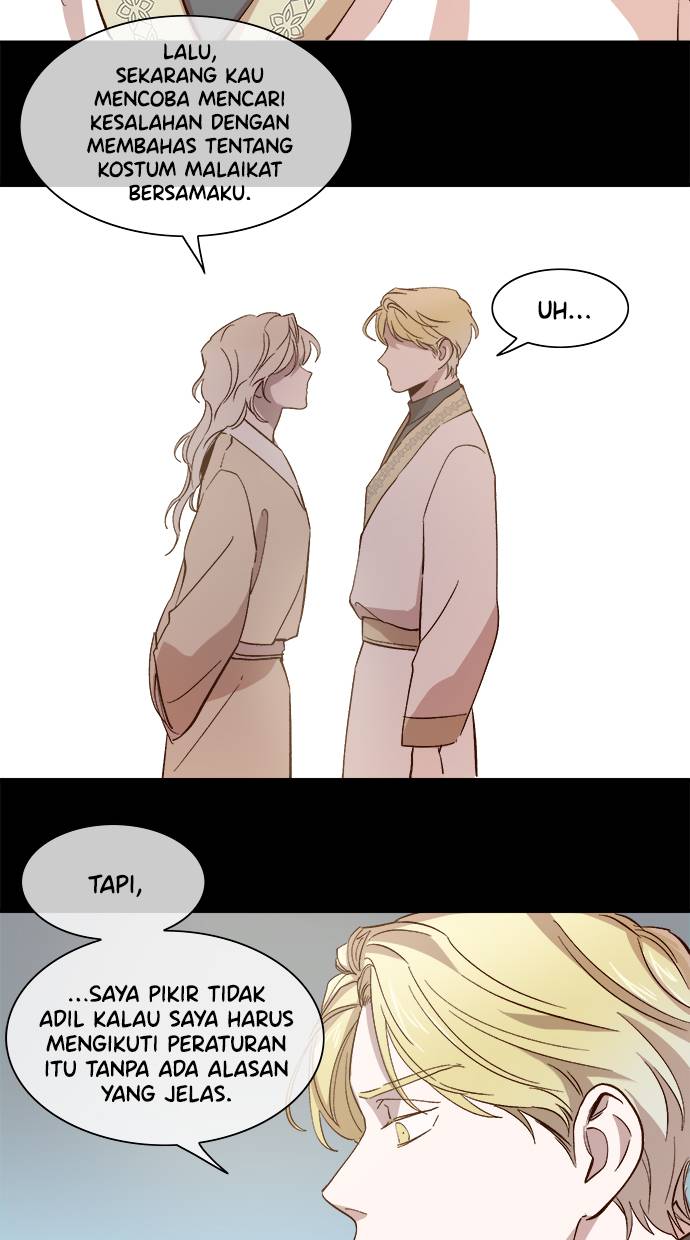 LALU,
SEKARANG KAU
MENCOBA MENCARI
KESALAHAN DENGAN
MEMBAHAS TENTANG
KOSTUM MALAIKAT
BERSAMAKU.
UH...
TAPI,
...SAYA PIKIR TIDAK
ADIL KALAU SAYA HARUS
MENGIKUTI PERATURAN
ITU TANPA ADA ALASAN
YANG JELAS.